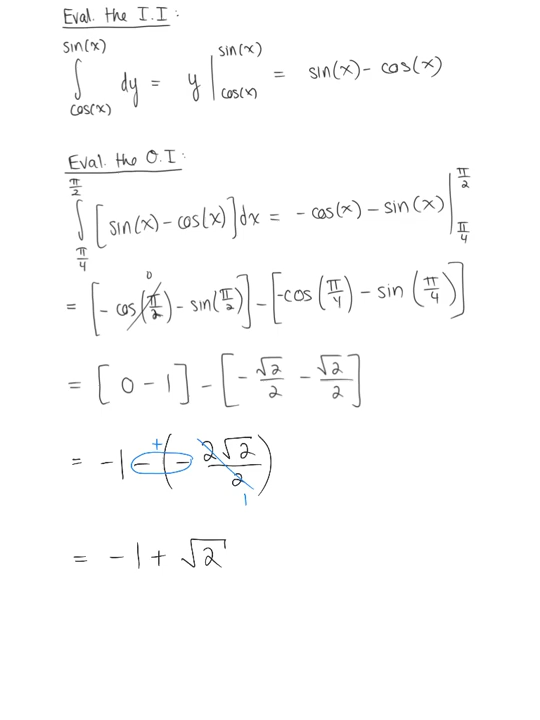 Eval. the I.I:
∫_{cos(x)}^{sin(x)} dy = y |_{cos(x)}^{sin(x)} = sin(x) - cos(x)
Eval. the O.I:
∫_{π/4}^{π/2} [sin(x) - cos(x)] dx = - cos(x) - sin(x) |_{π/4}^{π/2}
= [- cos(π/2) - sin(π/2)] - [-cos(π/4) - sin(π/4)]
0
= [0 - 1] - [- √2/2 - √2/2]
= -1 - (- 2√2/2)
+
1
= -1 + √2